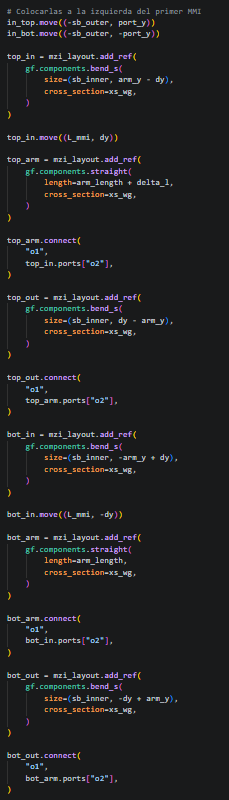 # Colocarlas a la izquierda del primer MMI
in_top.move((-sb_outer, port_y))
in_bot.move((-sb_outer, -port_y))
top_in = mzi_layout.add_ref(
gf.components.bend_s(
size=(sb_inner, arm_y - dy),
cross_section=xs_wg,
)
)
top_in.move((L_mmi, dy))
top_arm = mzi_layout.add_ref(
gf.components.straight(
length=arm_length + delta_l,
cross_section=xs_wg,
)
)
top_arm.connect(
"o1",
top_in.ports["o2"],
)
top_out = mzi_layout.add_ref(
gf.components.bend_s(
size=(sb_inner, dy - arm_y),
cross_section=xs_wg,
)
)
top_out.connect(
"o1",
top_arm.ports["o2"],
)
bot_in = mzi_layout.add_ref(
gf.components.bend_s(
size=(sb_inner, -arm_y + dy),
cross_section=xs_wg,
)
)
bot_in.move((L_mmi, -dy))
bot_arm = mzi_layout.add_ref(
gf.components.straight(
length=arm_length,
cross_section=xs_wg,
)
)
bot_arm.connect(
"o1",
bot_in.ports["o2"],
)
bot_out = mzi_layout.add_ref(
gf.components.bend_s(
size=(sb_inner, -dy + arm_y),
cross_section=xs_wg,
)
)
bot_out.connect(
"o1",
bot_arm.ports["o2"],
)